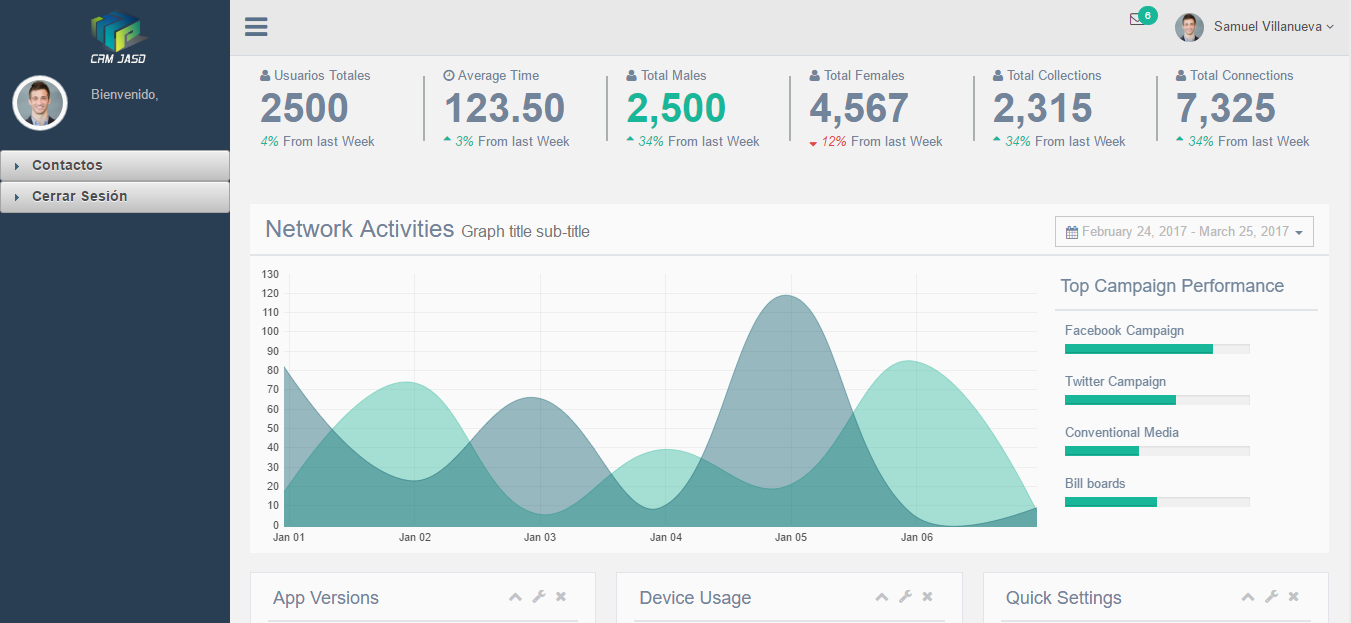 CRM JASD
Bienvenido,
Contactos
Cerrar Sesión
6
Samuel Villanueva
Usuarios Totales
2500
4% From last Week
Average Time
123.50
3% From last Week
Total Males
2,500
34% From last Week
Total Females
4,567
12% From last Week
Total Collections
2,315
34% From last Week
Total Connections
7,325
34% From last Week
Network Activities Graph title sub-title
February 24, 2017 - March 25, 2017
130
120
110
100
90
80
70
60
50
40
30
20
10
0
Jan 01 Jan 02 Jan 03 Jan 04 Jan 05 Jan 06
Top Campaign Performance
Facebook Campaign
Twitter Campaign
Conventional Media
Bill boards
App Versions
Device Usage
Quick Settings